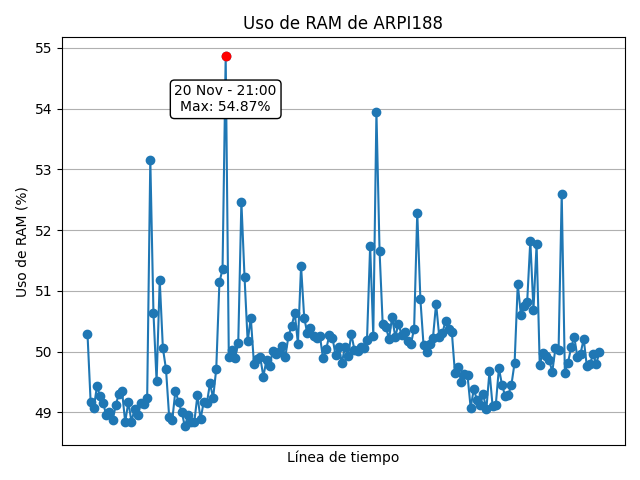 Uso de RAM de ARPI188
55
54
53
52
51
50
49
Uso de RAM (%)
20 Nov - 21:00
Max: 54.87%
Línea de tiempo